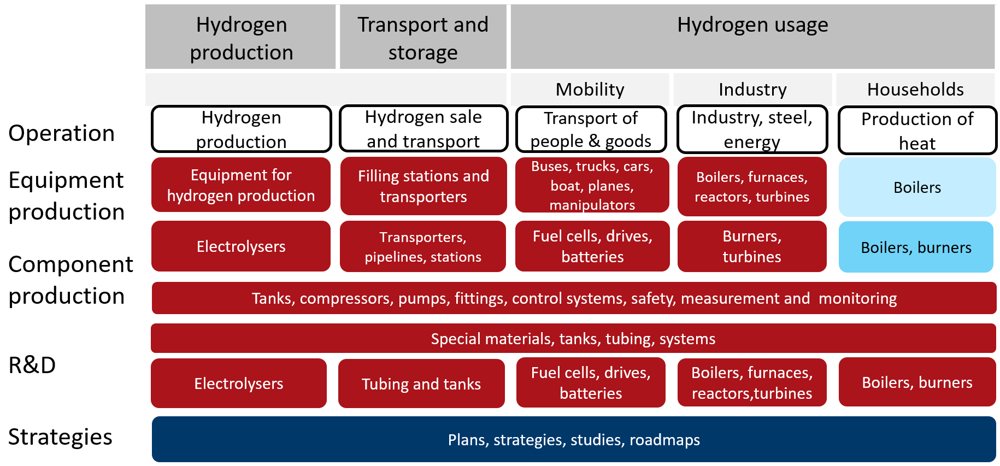 Hydrogen
production
Transport and
storage
Hydrogen usage
Mobility
Industry
Households
Operation
Hydrogen
production
Hydrogen sale
and transport
Transport of
people & goods
Industry, steel,
energy
Production of
heat
Equipment
production
Equipment for
hydrogen production
Filling stations and
transporters
Buses, trucks, cars,
boat, planes,
manipulators
Boilers, furnaces,
reactors, turbines
Boilers
Component
production
Electrolysers
Transporters,
pipelines, stations
Fuel cells, drives,
batteries
Burners,
turbines
Boilers, burners
Tanks, compressors, pumps, fittings, control systems, safety, measurement and  monitoring
R&D
Special materials, tanks, tubing, systems
Electrolysers
Tubing and tanks
Fuel cells, drives,
batteries
Boilers, furnaces,
reactors,turbines
Boilers, burners
Strategies
Plans, strategies, studies, roadmaps